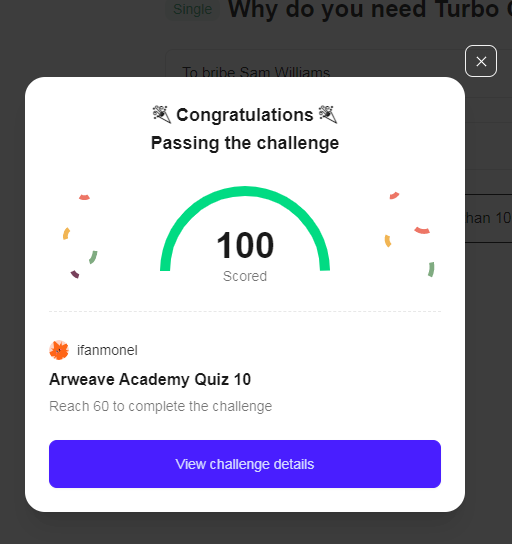 Single Why do you need Turbo
To bribe Sam Williams
Congratulations
Passing the challenge
han 10
100
Scored
ifanmonel
Arweave Academy Quiz 10
Reach 60 to complete the challenge
View challenge details